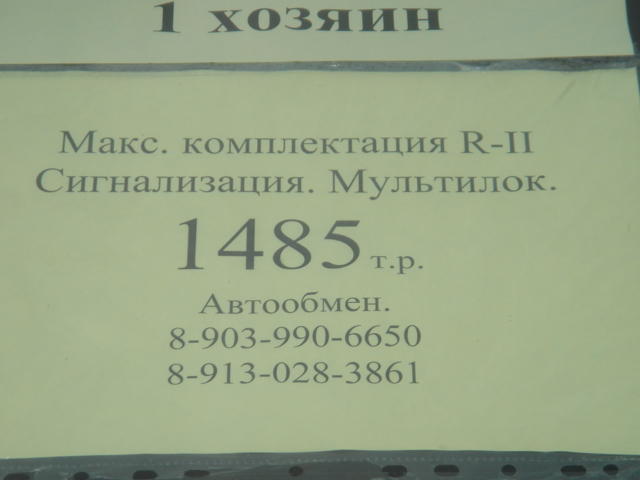 1 хозяин
Макс. комплектация R-II
Сигнализация. Мультилок.
1485 т.р.
Автообмен.
8-903-990-6650
8-913-028-3861